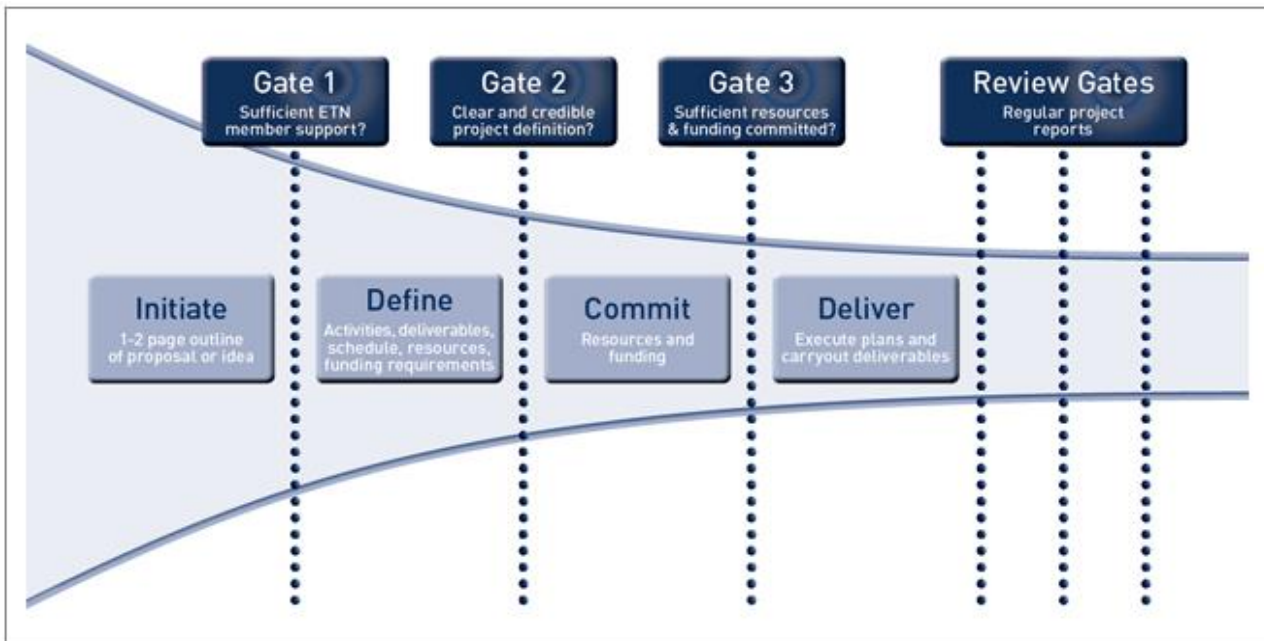 Gate 1
Sufficient ETN
member support?
Gate 2
Clear and credible
project definition?
Gate 3
Sufficient resources
& funding committed?
Review Gates
Regular project
reports
Initiate
1-2 page outline
of proposal or idea
Define
Activities, deliverables,
schedule, resources,
funding requirements
Commit
Resources and
funding
Deliver
Execute plans and
carryout deliverables